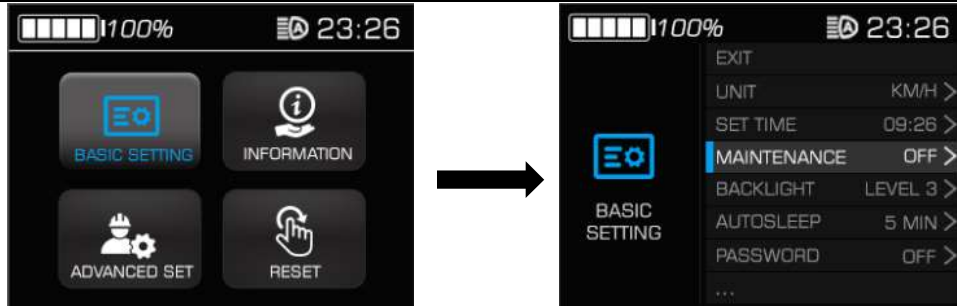 100% A 23:26
BASIC SETTING
INFORMATION
ADVANCED SET
RESET
100% A 23:26
BASIC
SETTING
EXIT
UNIT KM/H >
SET TIME 09:26 >
MAINTENANCE OFF >
BACKLIGHT LEVEL 3 >
AUTOSLEEP 5 MIN >
PASSWORD OFF >
...